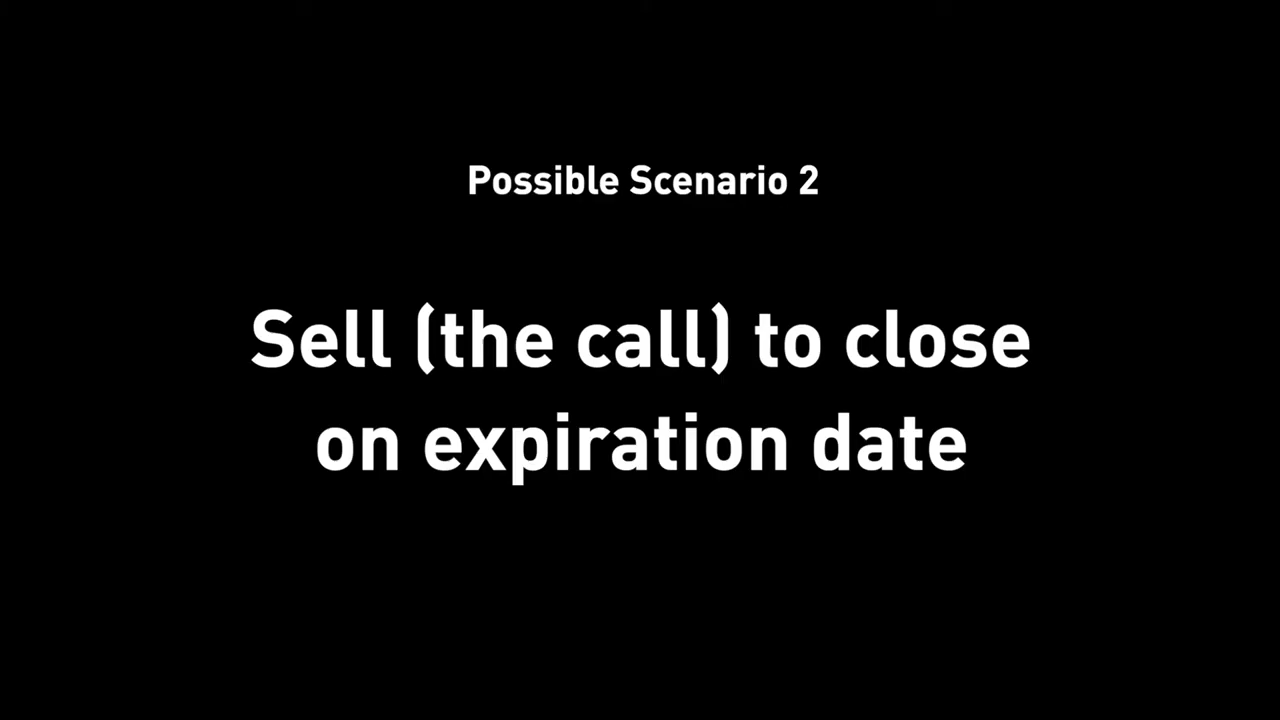 Possible Scenario 2
Sell (the call) to close
on expiration date